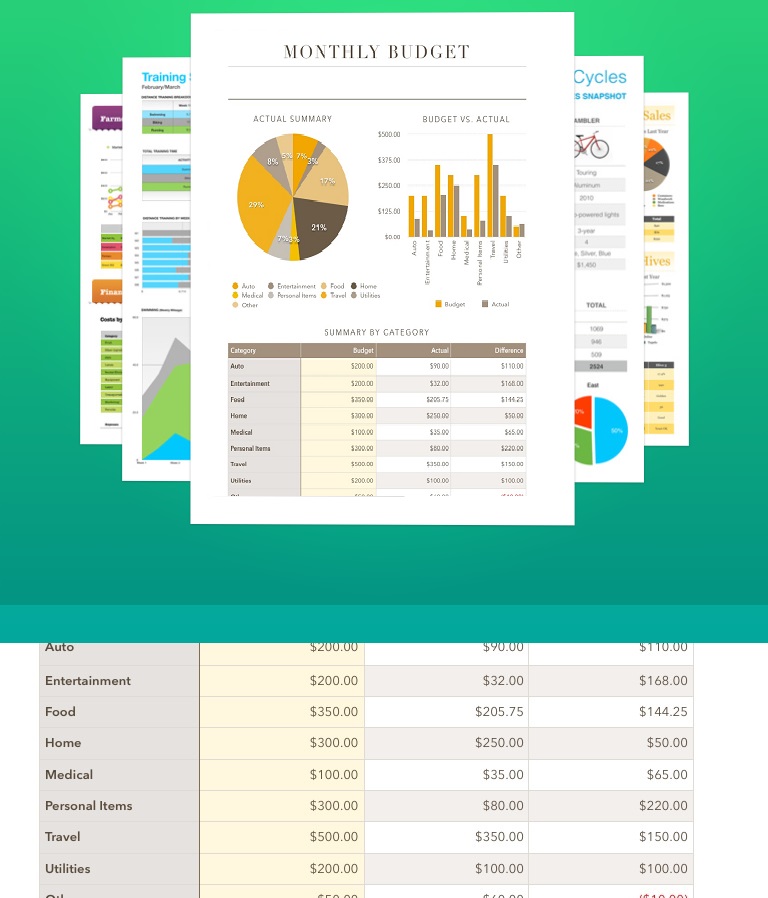 MONTHLY BUDGET
Training
February/March
Cycles
SNAPSHOT
Sales
Last Year
ACTUAL SUMMARY
BUDGET VS. ACTUAL
5% 7% 3%
8%
17%
29%
21%
7% 3%
$500.00
$375.00
$250.00
$125.00
$0.00
Auto
Entertainment
Food
Home
Medical
Personal Items
Travel
Utilities
Other
Auto Entertainment Food Home
Medical Personal Items Travel Utilities
Other
Budget Actual
Touring
2010
-powered lights
3-year
4
e, Silver, Blue
$1,450
Hives
TOTAL
1069
946
509
2524
East
50%
Costs by
SUMMARY BY CATEGORY
Category Budget Actual Difference
Auto $200.00 $90.00 $110.00
Entertainment $200.00 $32.00 $168.00
Food $350.00 $205.75 $144.25
Home $300.00 $250.00 $50.00
Medical $100.00 $35.00 $65.00
Personal Items $300.00 $80.00 $220.00
Travel $500.00 $350.00 $150.00
Utilities $200.00 $100.00 $100.00
Auto $200.00 $90.00 $110.00
Entertainment $200.00 $32.00 $168.00
Food $350.00 $205.75 $144.25
Home $300.00 $250.00 $50.00
Medical $100.00 $35.00 $65.00
Personal Items $300.00 $80.00 $220.00
Travel $500.00 $350.00 $150.00
Utilities $200.00 $100.00 $100.00